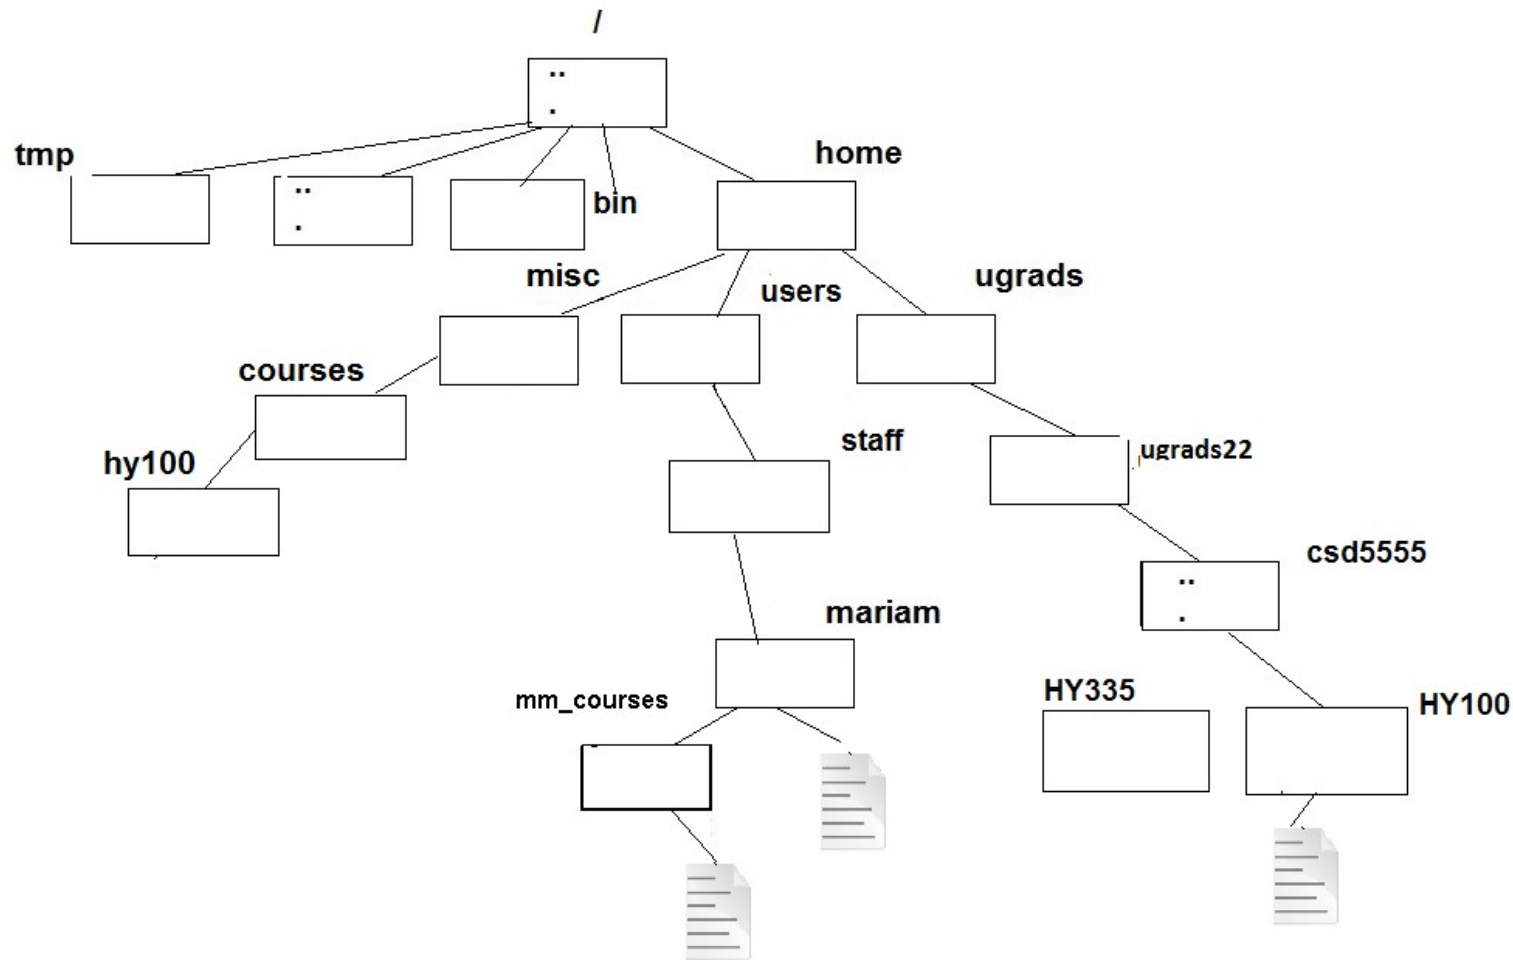 /
..
.
tmp
home
..
.
bin
misc
users
ugrads
courses
staff
ugrads22
hy100
csd5555
..
.
mariam
mm_courses
HY335
HY100